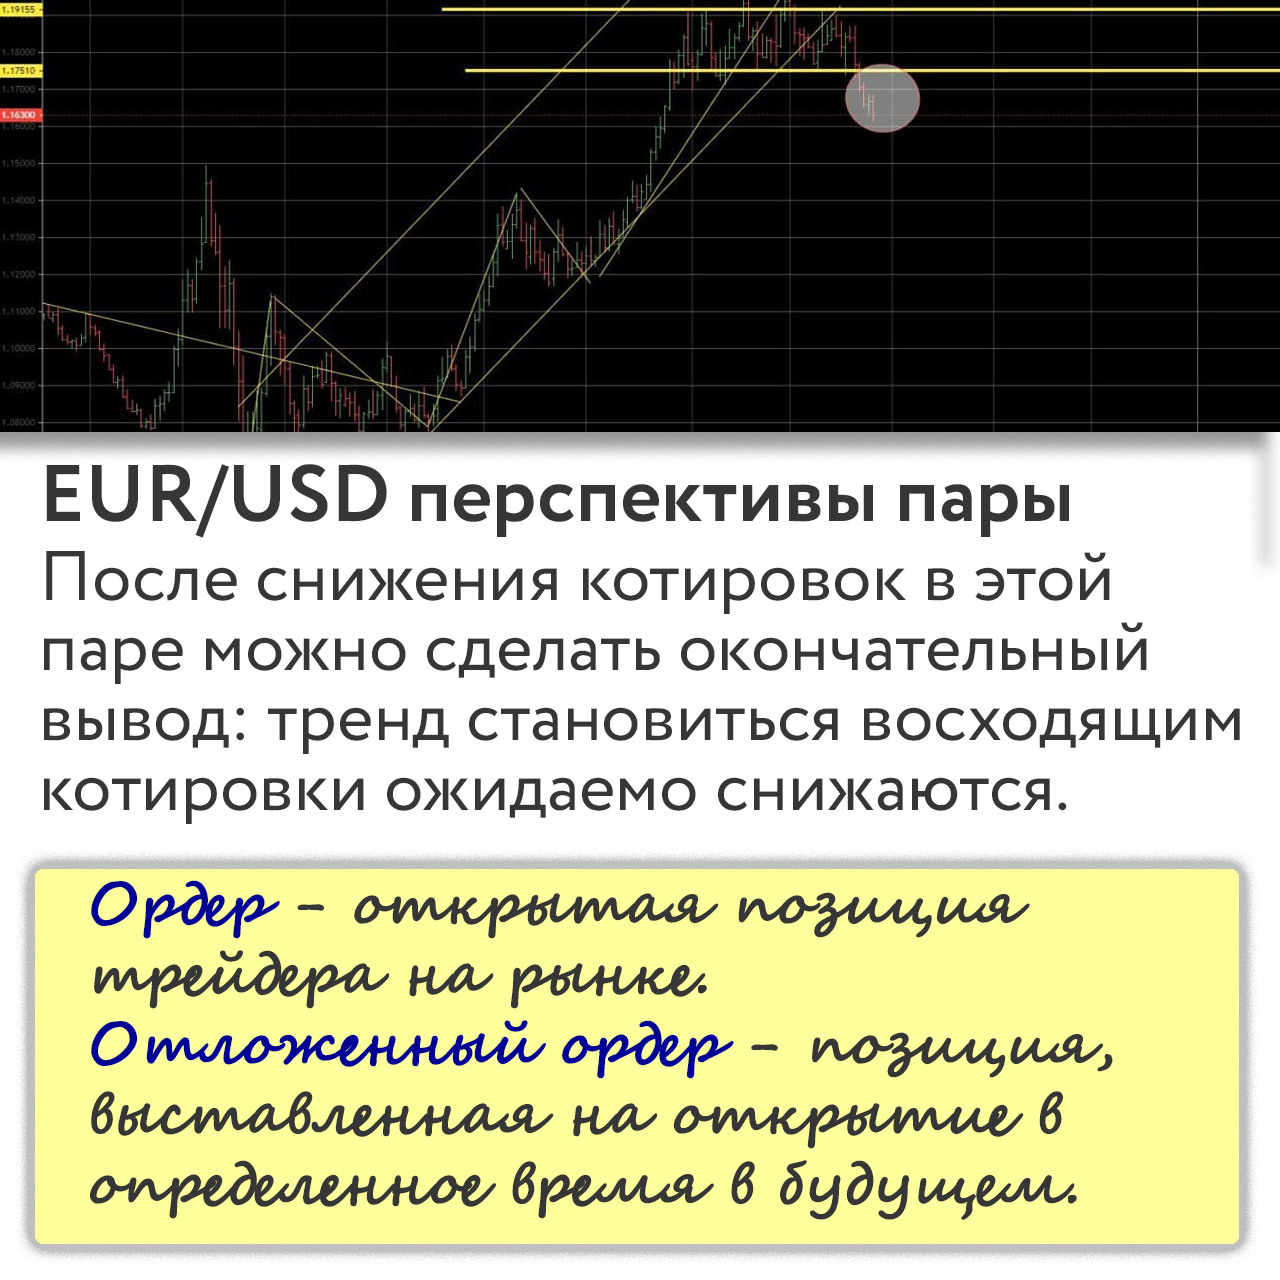 1.19155
1.18000
1.17510
1.17000
1.16300
1.16000
1.15000
1.14000
1.13000
1.12000
1.11000
1.10000
1.09000
1.08000
EUR/USD перспективы пары
После снижения котировок в этой
паре можно сделать окончательный
вывод: тренд становиться восходящим
котировки ожидаемо снижаются.
Ордер – открытая позиция
трейдера на рынке.
Отложенный ордер – позиция,
выставленная на открытие в
определенное время в будущем.